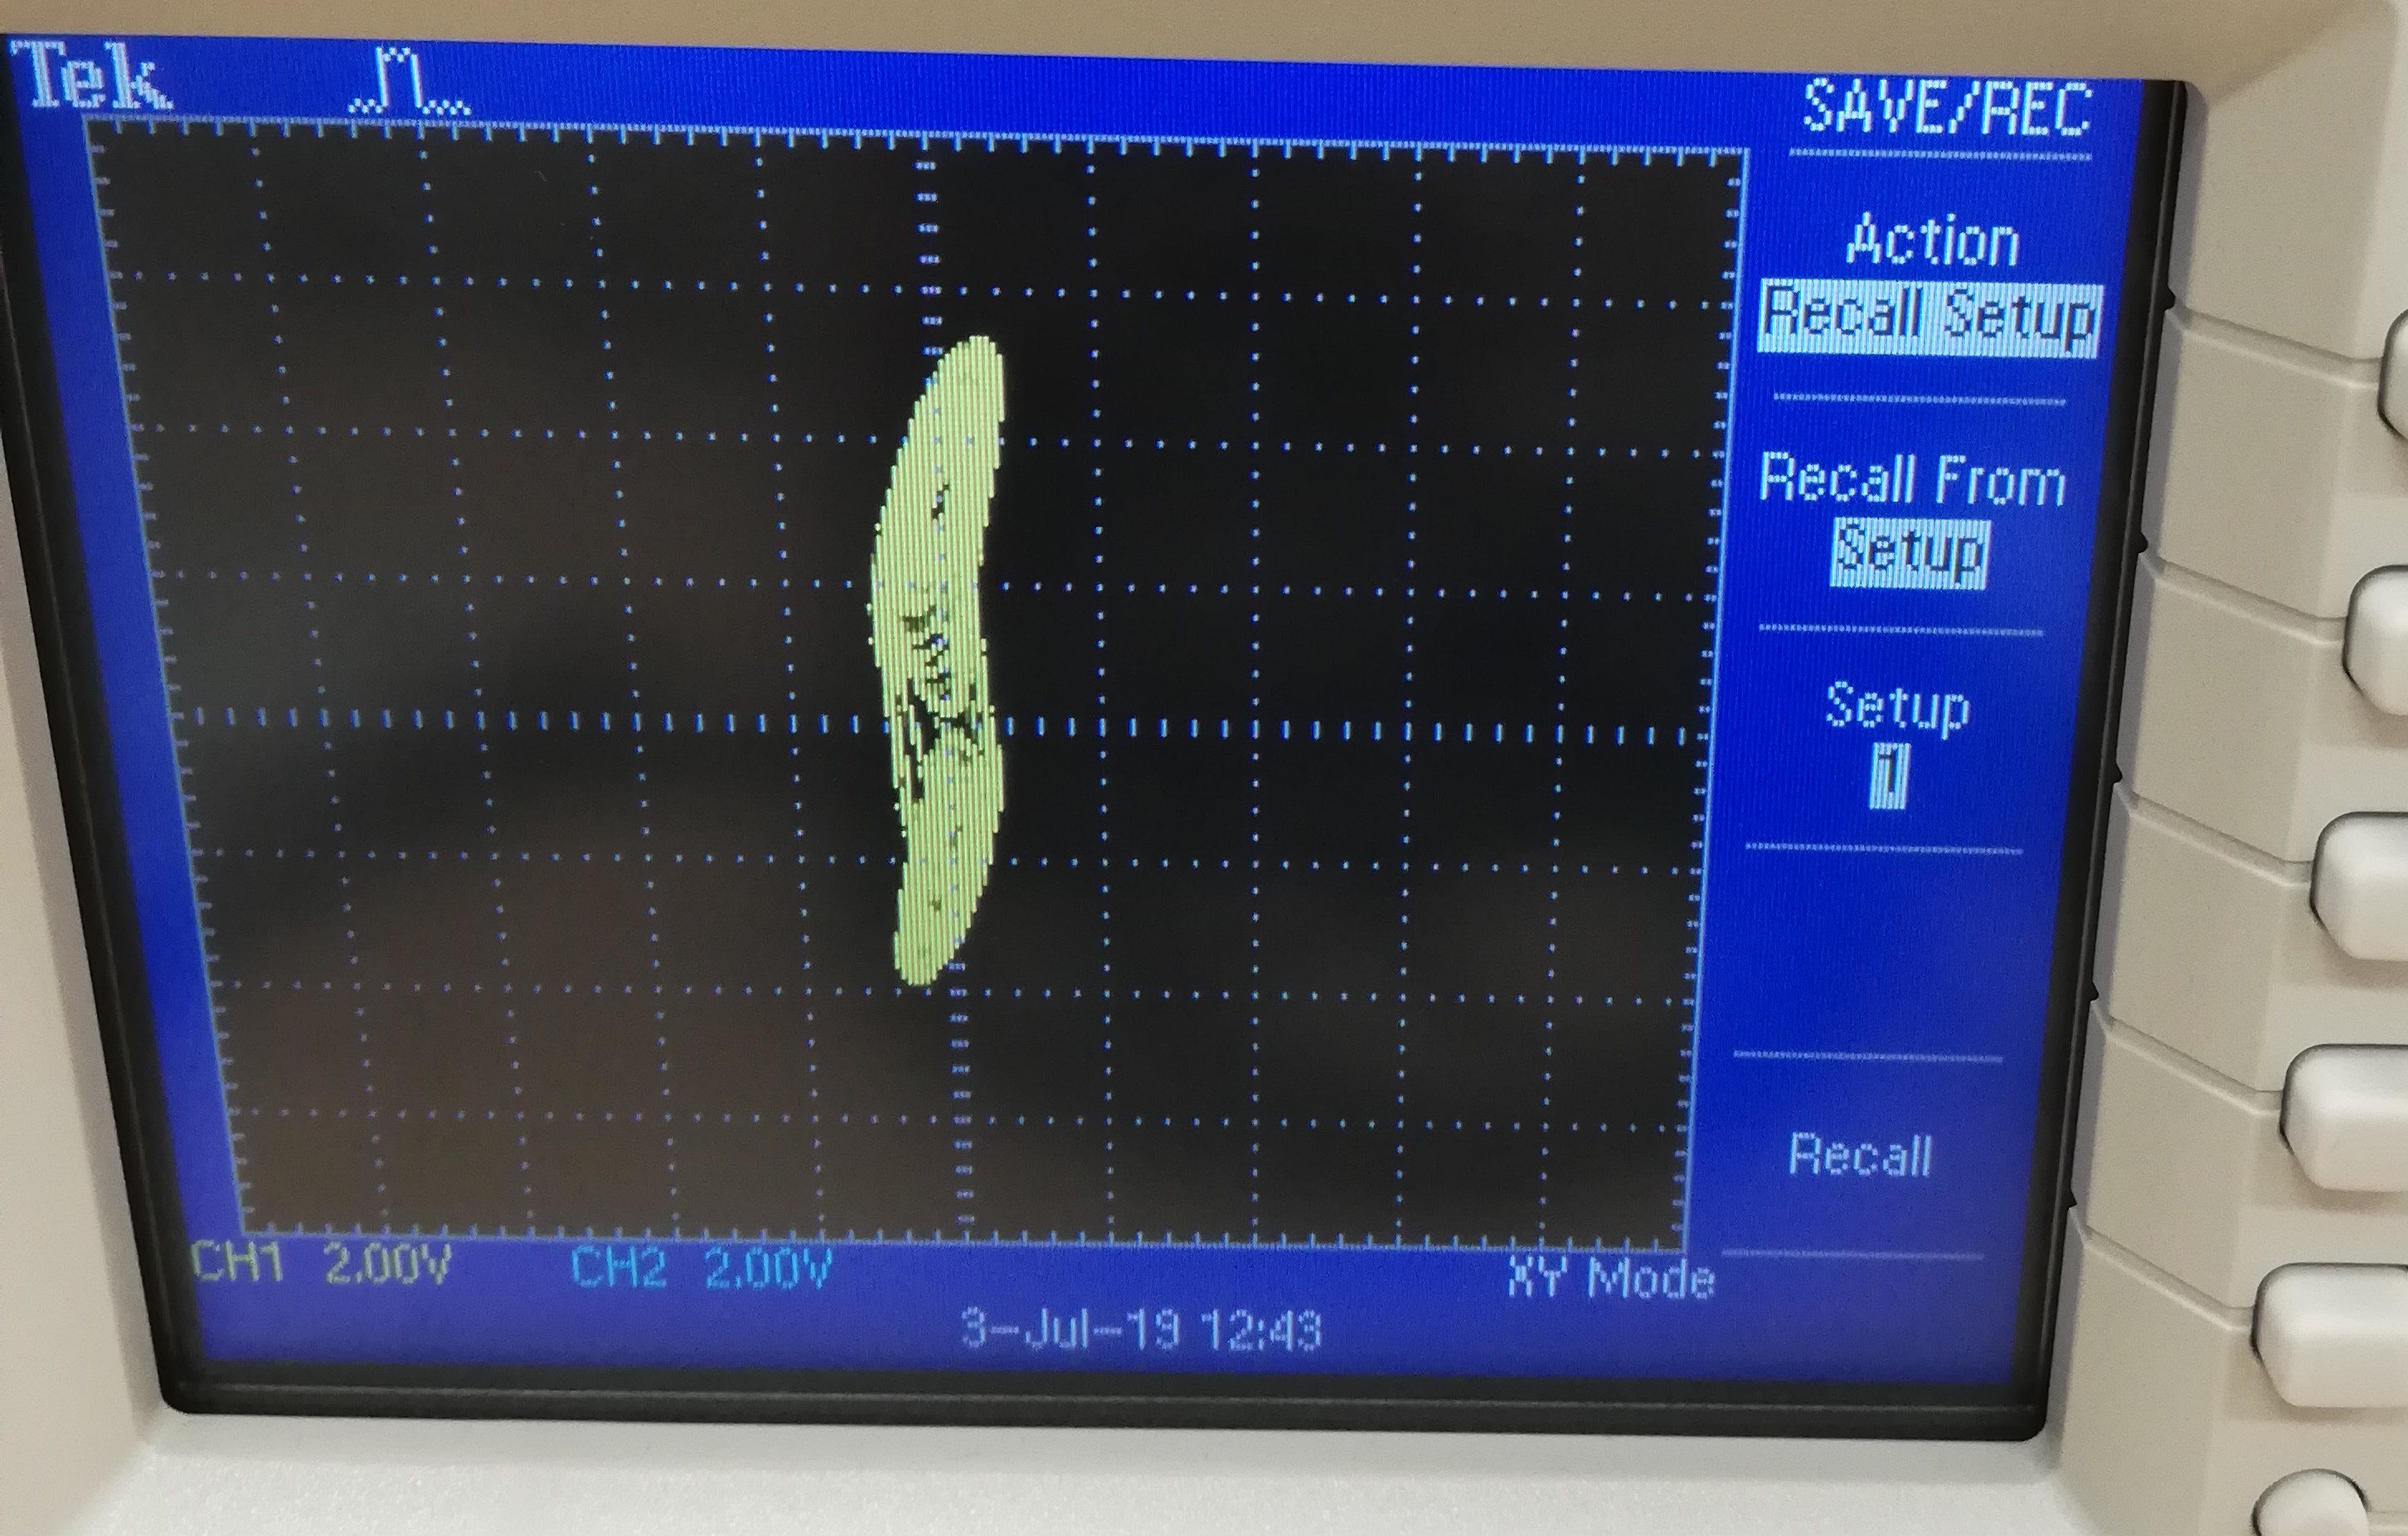 Tek
SAVE/REC
Action
Recall Setup
Recall From
Setup
Setup
1
Recall
CH1 2.00V CH2 2.00V XY Mode
3-Jul-19 12:43